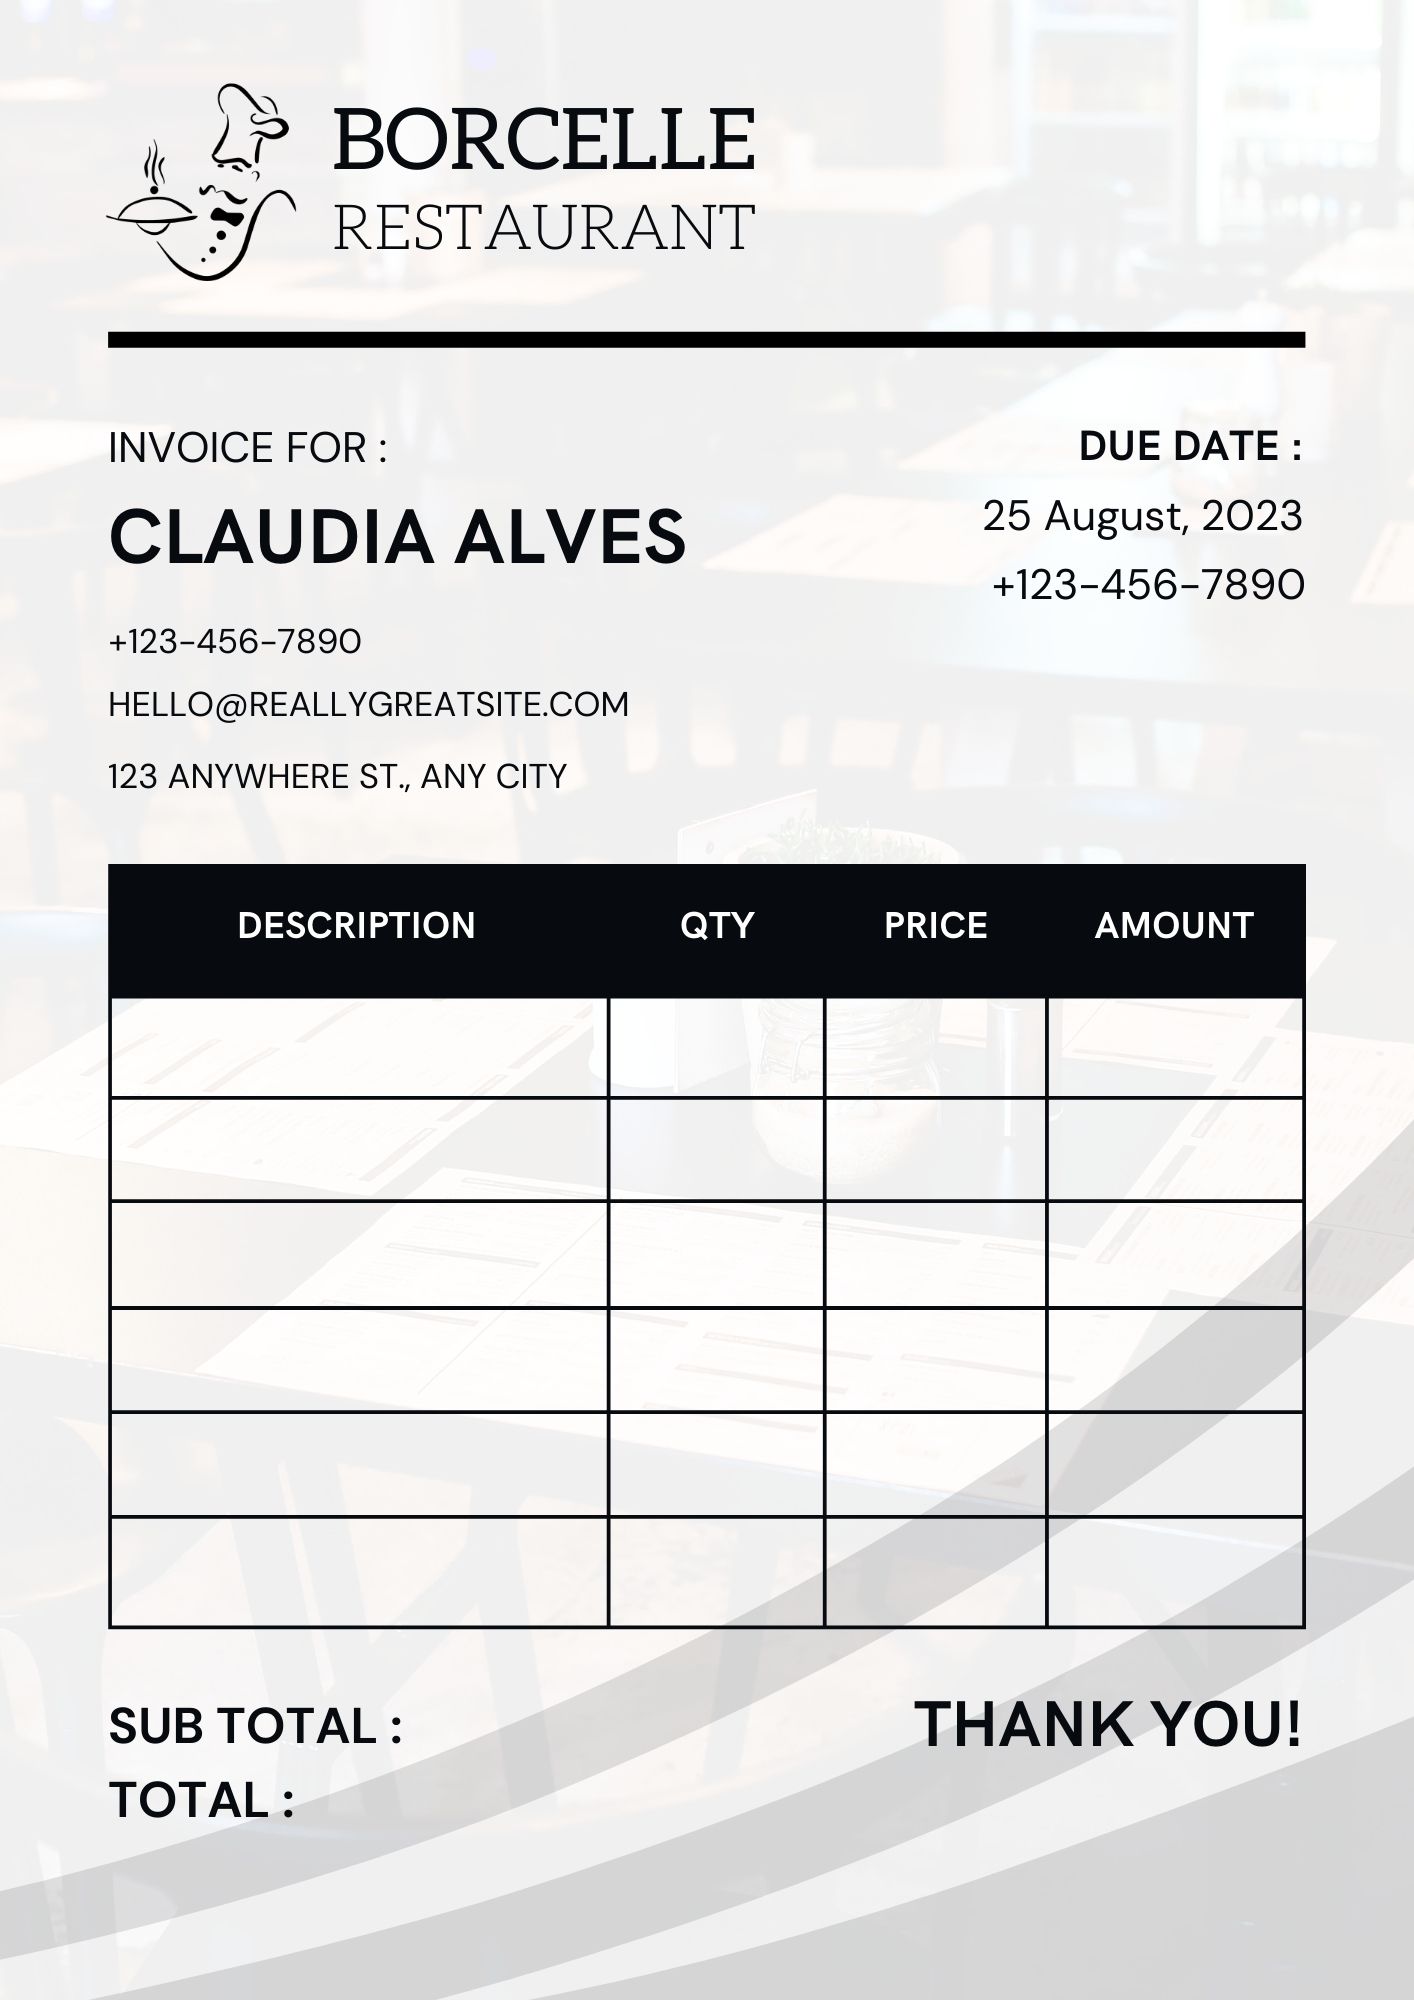 BORCELLE
RESTAURANT
INVOICE FOR :
CLAUDIA ALVES
+123-456-7890
HELLO@REALLYGREATSITE.COM
123 ANYWHERE ST., ANY CITY
DUE DATE :
25 August, 2023
+123-456-7890
DESCRIPTION QTY PRICE AMOUNT
SUB TOTAL :
TOTAL :
THANK YOU!